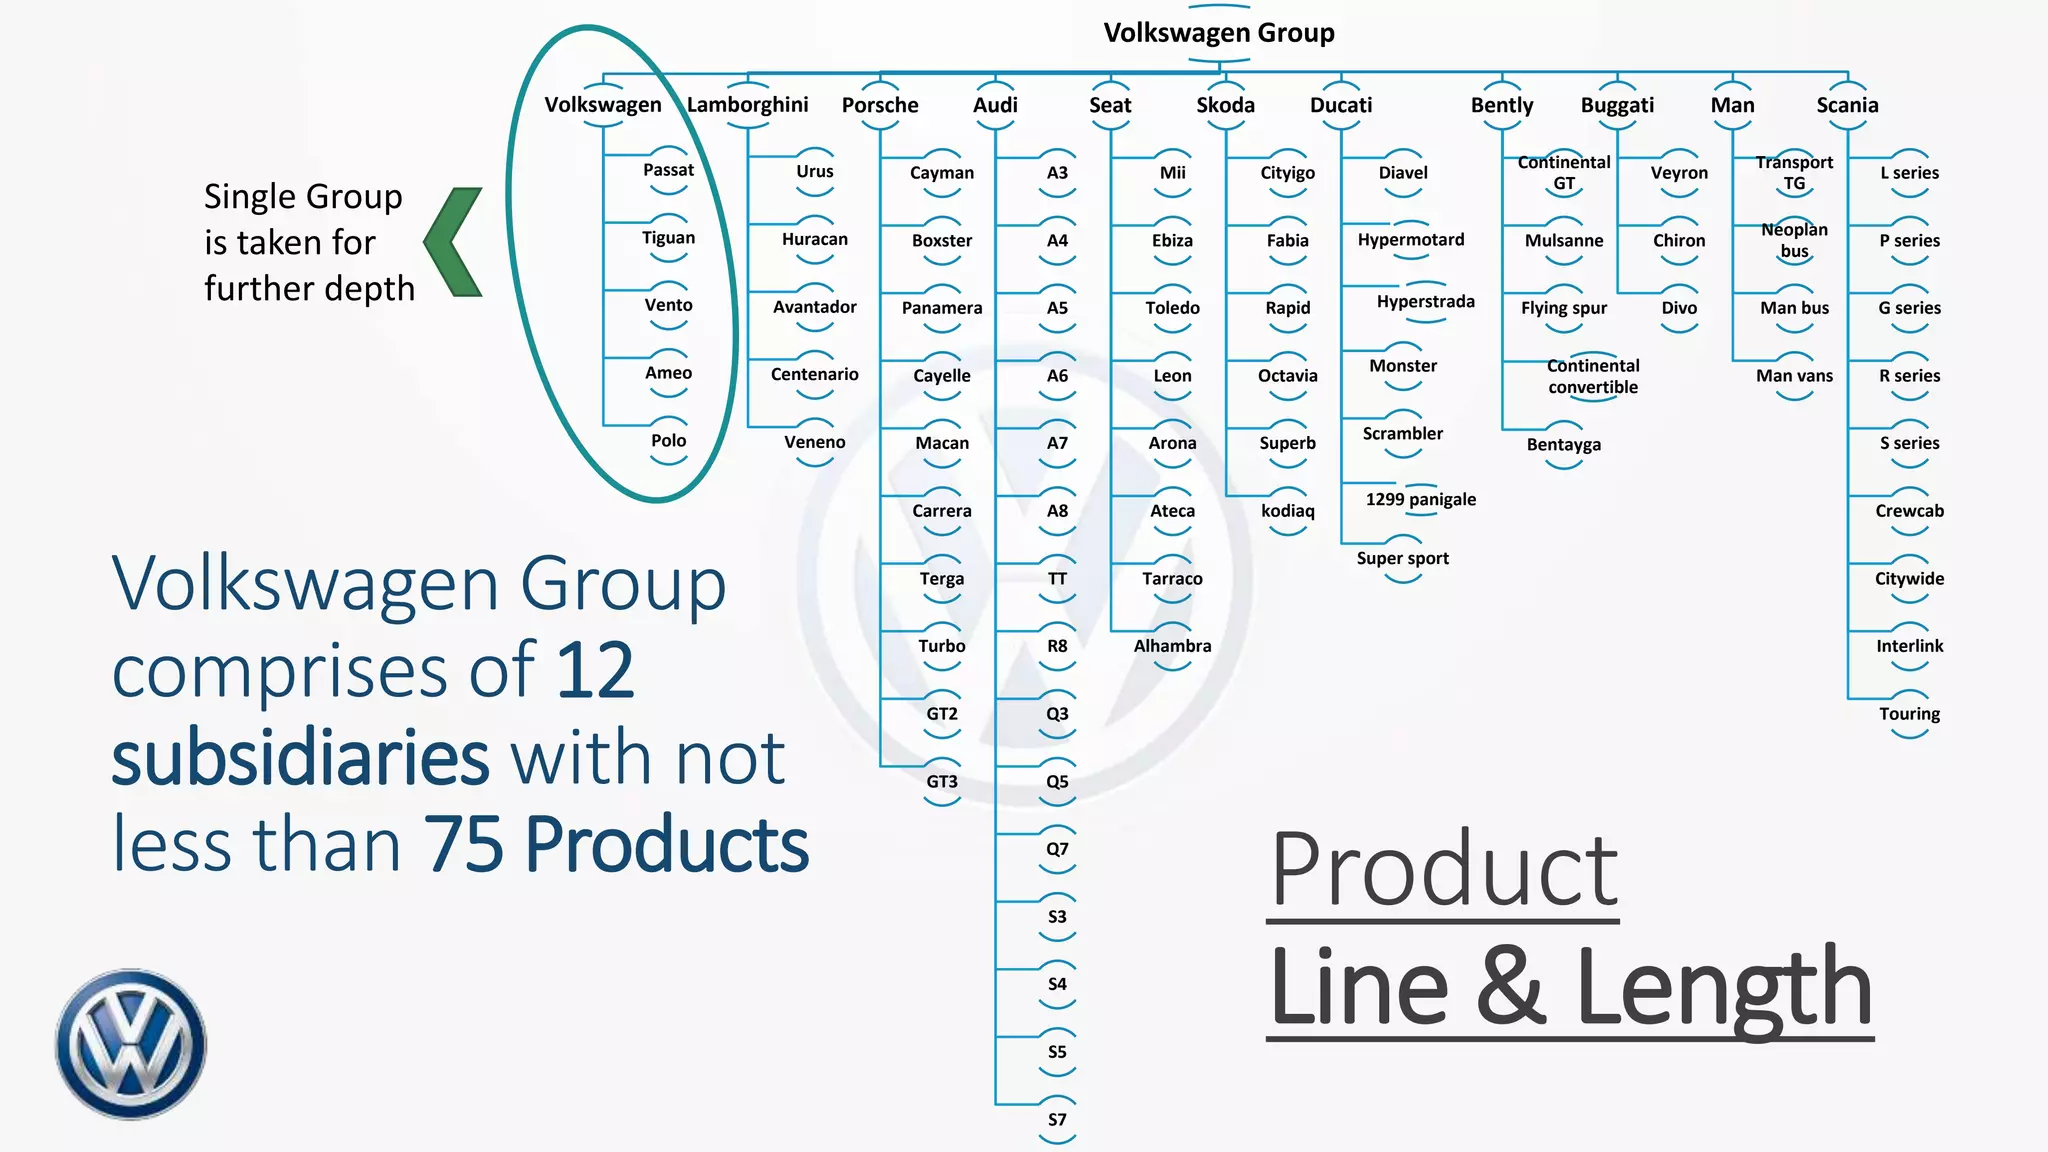 Volkswagen Group
Volkswagen
Passat
Tiguan
Vento
Ameo
Polo
Lamborghini
Urus
Huracan
Avantador
Centenario
Veneno
Porsche
Cayman
Boxster
Panamera
Cayelle
Macan
Carrera
Terga
Turbo
GT2
GT3
Audi
A3
A4
A5
A6
A7
A8
TT
R8
Q3
Q5
Q7
S3
S4
S5
S7
Seat
Mii
Ebiza
Toledo
Leon
Arona
Ateca
Tarraco
Alhambra
Skoda
Cityigo
Fabia
Rapid
Octavia
Superb
kodiaq
Ducati
Diavel
Hypermotard
Hyperstrada
Monster
Scrambler
1299 panigale
Super sport
Bently
Continental
GT
Mulsanne
Flying spur
Continental
convertible
Bentayga
Buggati
Veyron
Chiron
Divo
Man
Transport
TG
Neoplan
bus
Man bus
Man vans
Scania
L series
P series
G series
R series
S series
Crewcab
Citywide
Interlink
Touring
Single Group
is taken for
further depth
Volkswagen Group
comprises of 12
subsidiaries with not
less than 75 Products
Product
Line & Length